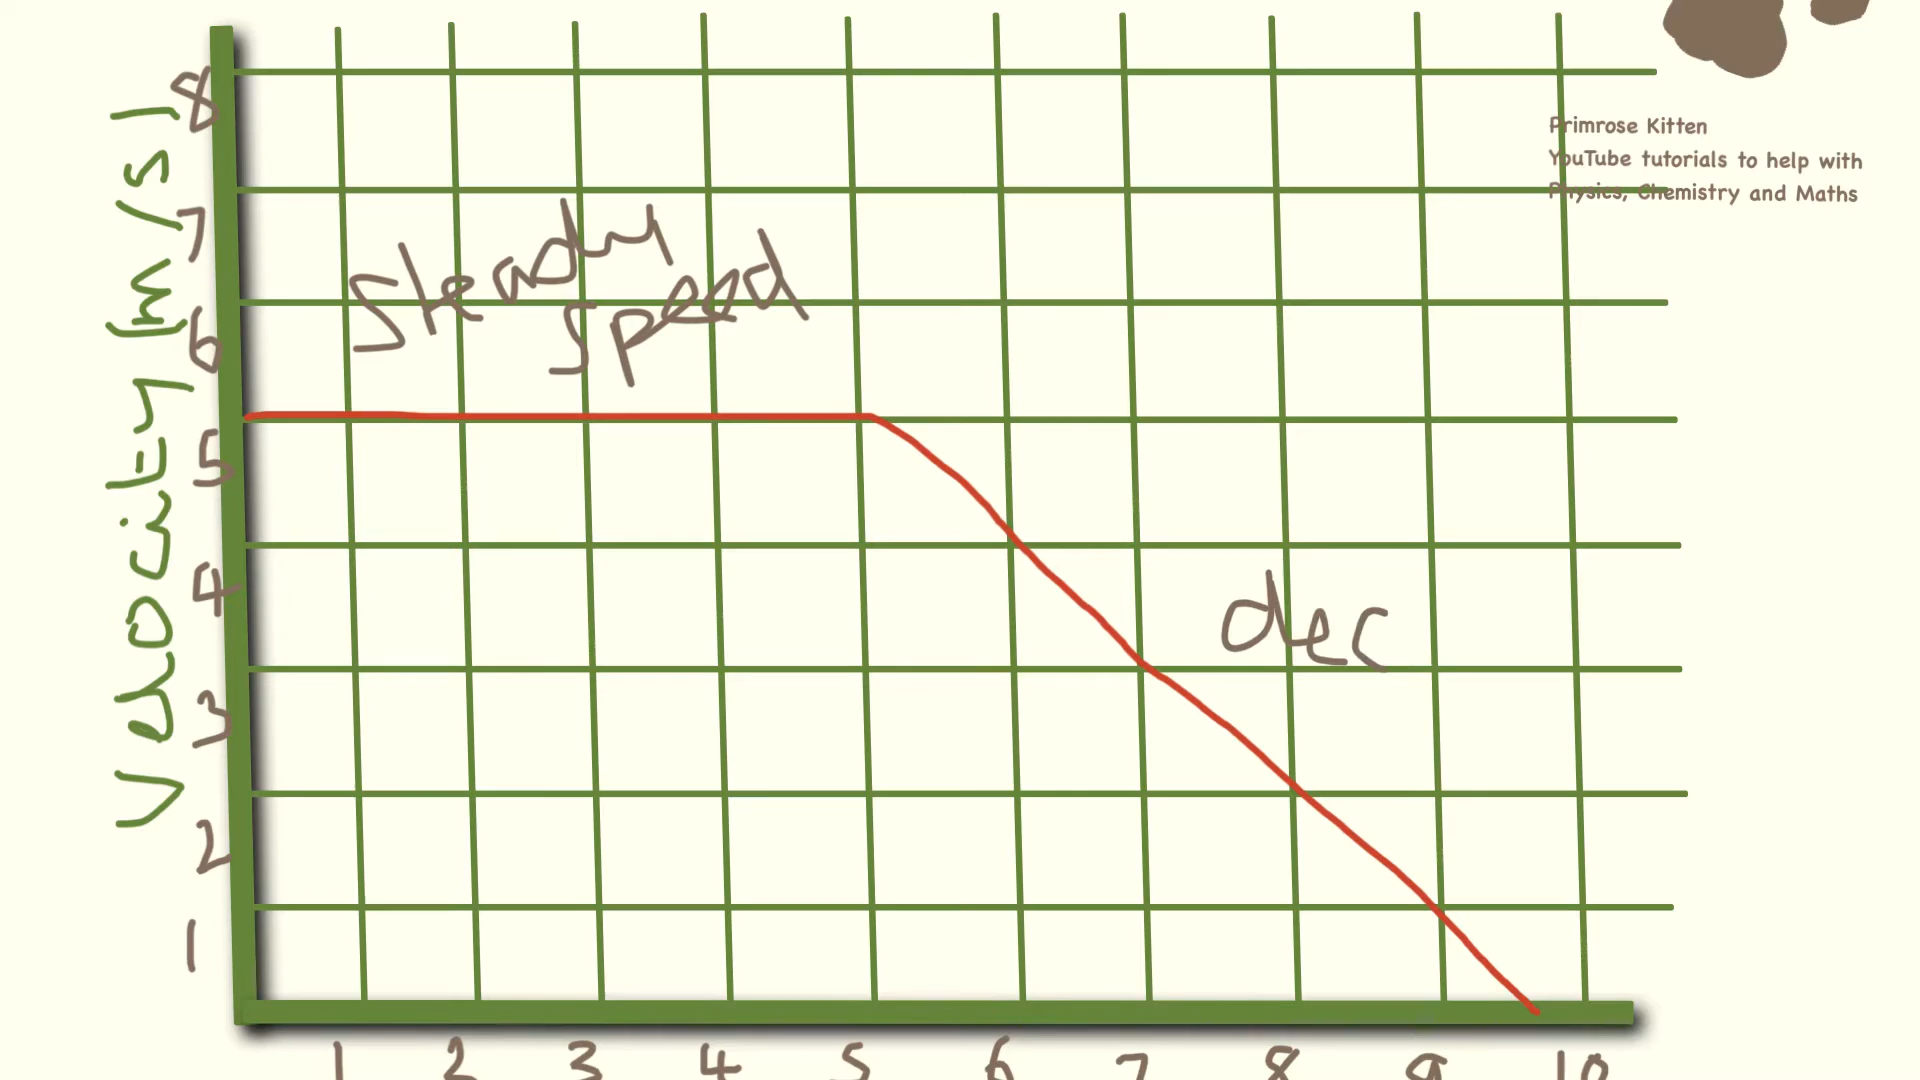 Primrose Kitten
YouTube tutorials to help with
Physics, Chemistry and Maths
Velocity (m/s)
8
7
6
5
4
3
2
1
Steady
speed
dec
1 2 3 4 5 6 7 8 9 10